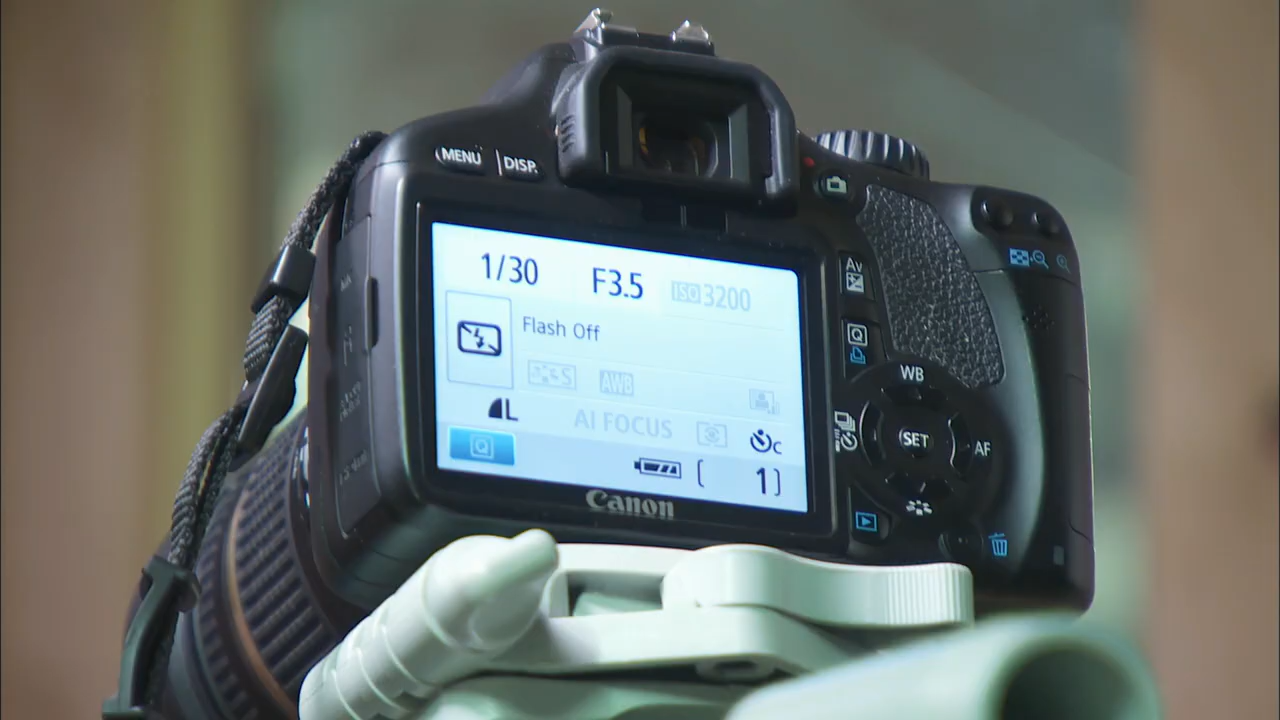 MENU
DISP.
1/30 F3.5 ISO 3200
Flash Off
S AWB
L AI FOCUS C
Q [ 1]
Canon
Av
Q
WB
SET
AF